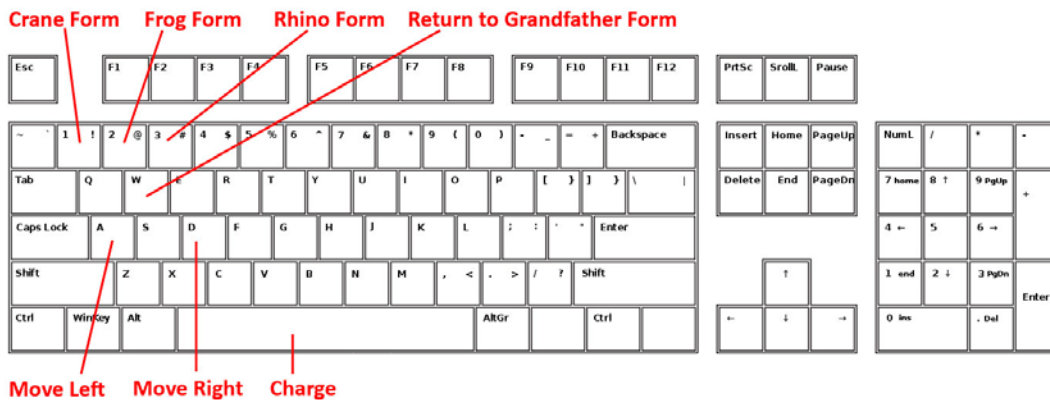 Crane Form Frog Form Rhino Form Return to Grandfather Form
Esc F1 F2 F3 F4 F5 F6 F7 F8 F9 F10 F11 F12 PrtSc SrollL Pause
~ ` 1 ! 2 @ 3 # 4 $ 5 % 6 ^ 7 & 8 * 9 ( 0 ) - _ = + Backspace Insert Home PageUp NumL / * -
Tab Q W E R T Y U I O P [ } ] } \ | Delete End PageDn 7 home 8 ↑ 9 PgUp +
Caps Lock A S D F G H J K L ; : ' " Enter 4 ← 5 6 →
Shift Z X C V B N M , < . > / ? Shift ↑ 1 end 2 ↓ 3 PgDn Enter
Ctrl WinKey Alt AltGr Ctrl ← ↓ → 0 ins . Del
Move Left Move Right Charge